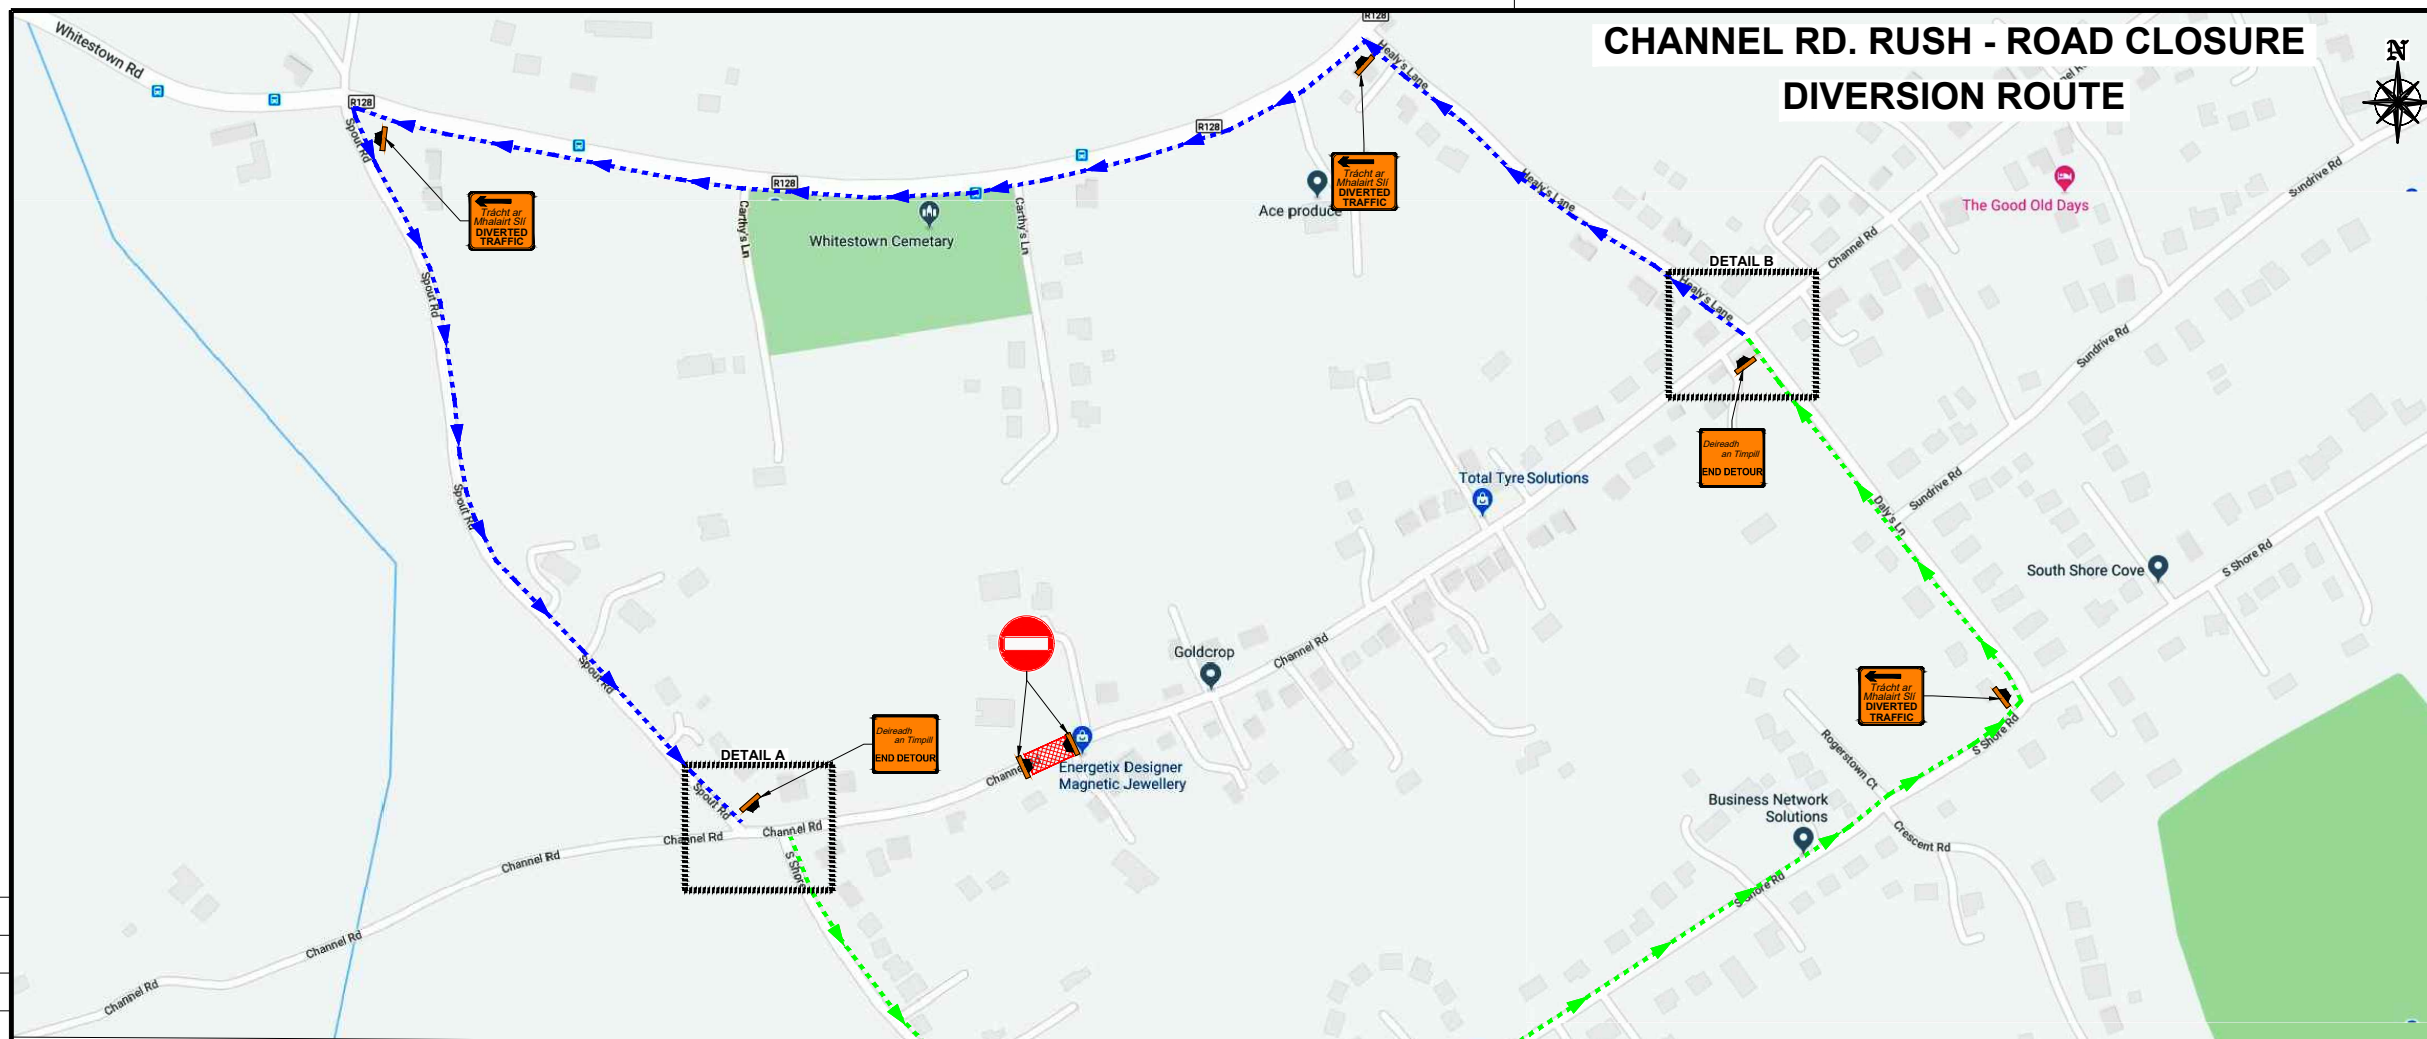 CHANNEL RD. RUSH - ROAD CLOSURE
DIVERSION ROUTE
N
R128
Whitestown Rd
R128
Spout Rd
Healy's Lane
R128
R128
Trácht ar
Mhalairt Slí
DIVERTED
TRAFFIC
Trácht ar
Mhalairt Slí
DIVERTED
TRAFFIC
Ace produce
Whitestown Cemetary
Carthy's Ln
Carthy's Ln
Healy's Lane
The Good Old Days
Sundrive Rd
Channel Rd
DETAIL B
Healy's Lane
Spout Rd
Sundrive Rd
Deireadh
an Timpill
END DETOUR
Total Tyre Solutions
Spout Rd
Sundrive Rd
Daly's Ln
South Shore Cove
S Shore Rd
Goldcrop
Channel Rd
Spout Rd
Trácht ar
Mhalairt Slí
DIVERTED
TRAFFIC
Deireadh
an Timpill
END DETOUR
S Shore Rd
DETAIL A
Rogerstown Ct
Energetix Designer
Magnetic Jewellery
Spout Rd
Business Network
Solutions
Channel Rd
Channel Rd
Crescent Rd
Channel Rd
S Shore
S Shore Rd
Channel Rd
Channel Rd